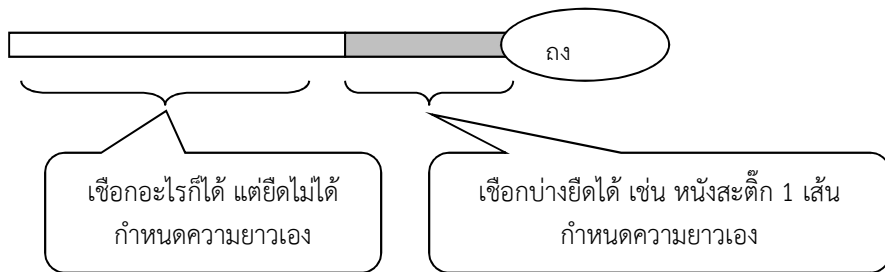 ถง
เชือกอะไรก็ได้ แต่ยืดไม่ได้
กำหนดความยาวเอง
เชือกบ่างยืดได้ เช่น หนังสะติ๊ก 1 เส้น
กำหนดความยาวเอง